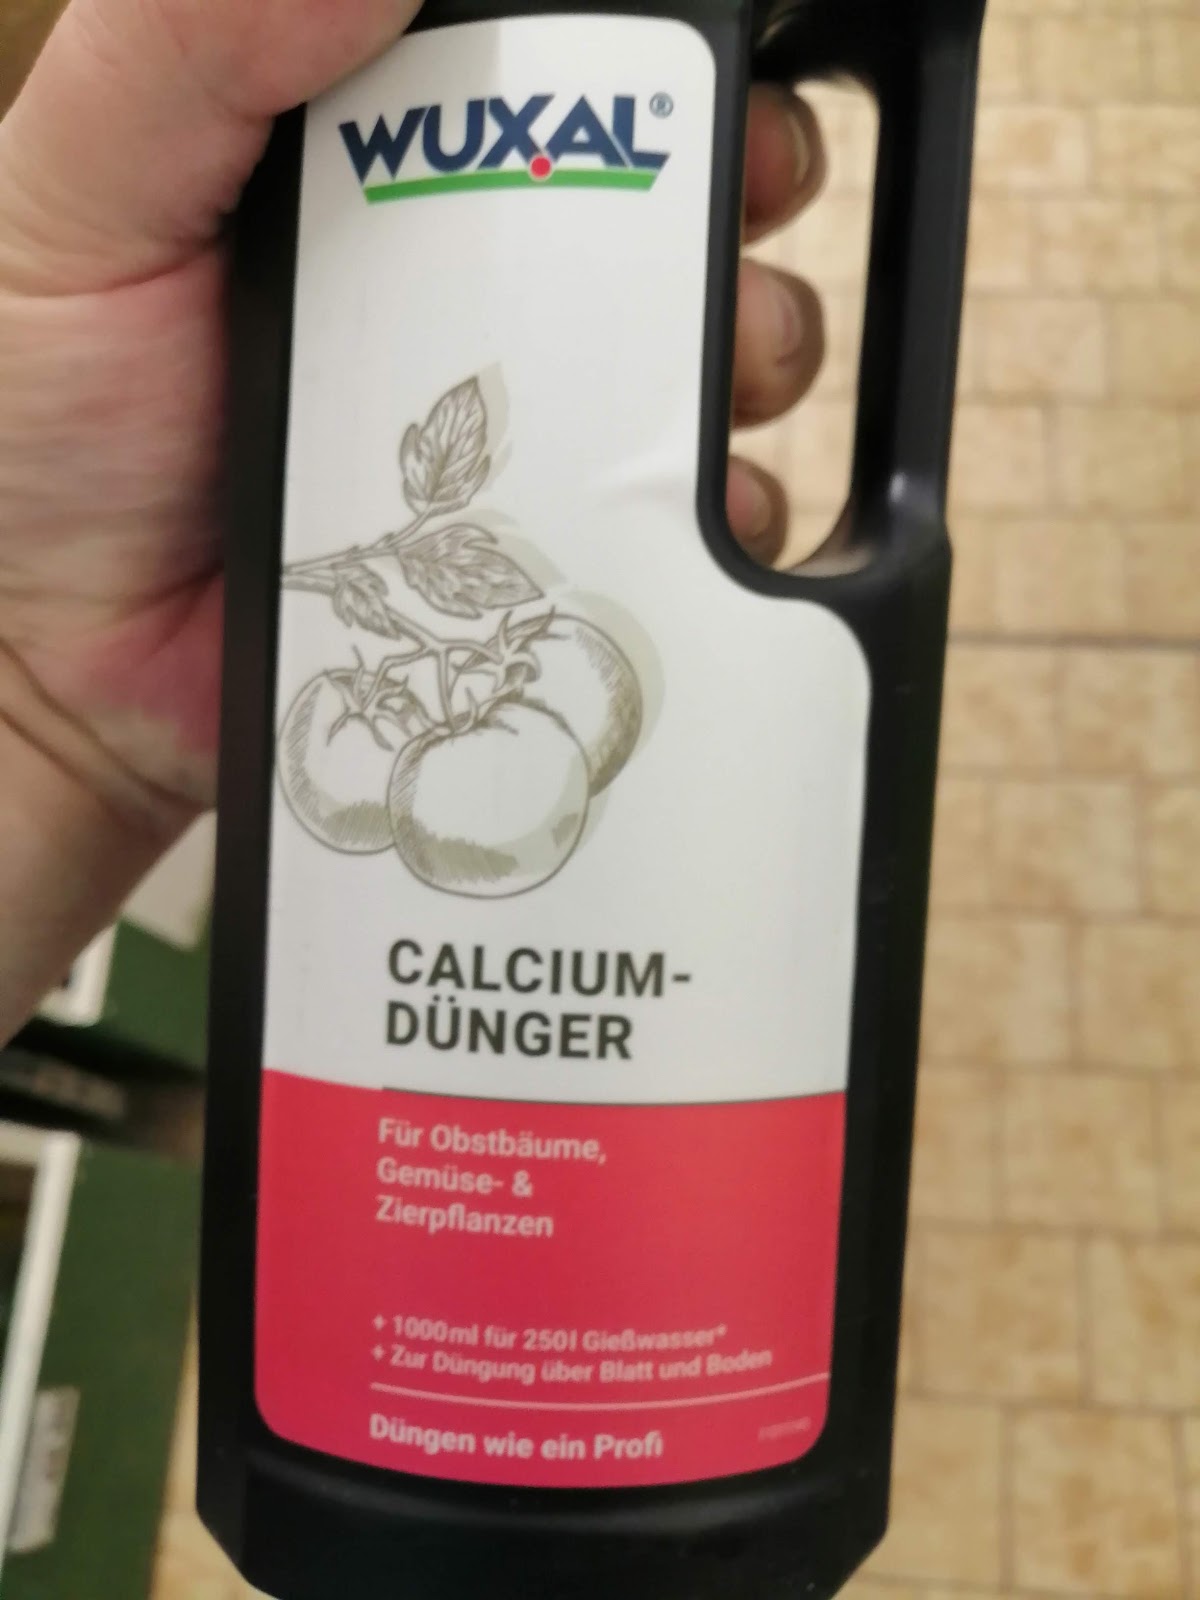 WUXAL®
CALCIUM-
DÜNGER
Für Obstbäume,
Gemüse- &
Zierpflanzen
+ 1000ml für 250l Gießwasser*
+ Zur Düngung über Blatt und Boden
Düngen wie ein Profi